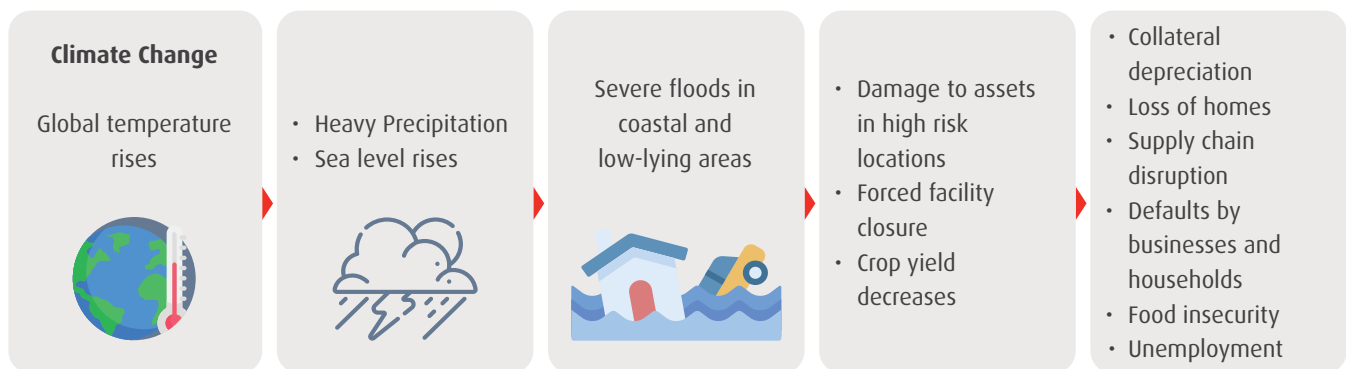 Climate Change
Global temperature
rises
• Heavy Precipitation
• Sea level rises
Severe floods in
coastal and
low-lying areas
• Damage to assets
in high risk
locations
• Forced facility
closure
• Crop yield
decreases
• Collateral
depreciation
• Loss of homes
• Supply chain
disruption
• Defaults by
businesses and
households
• Food insecurity
• Unemployment